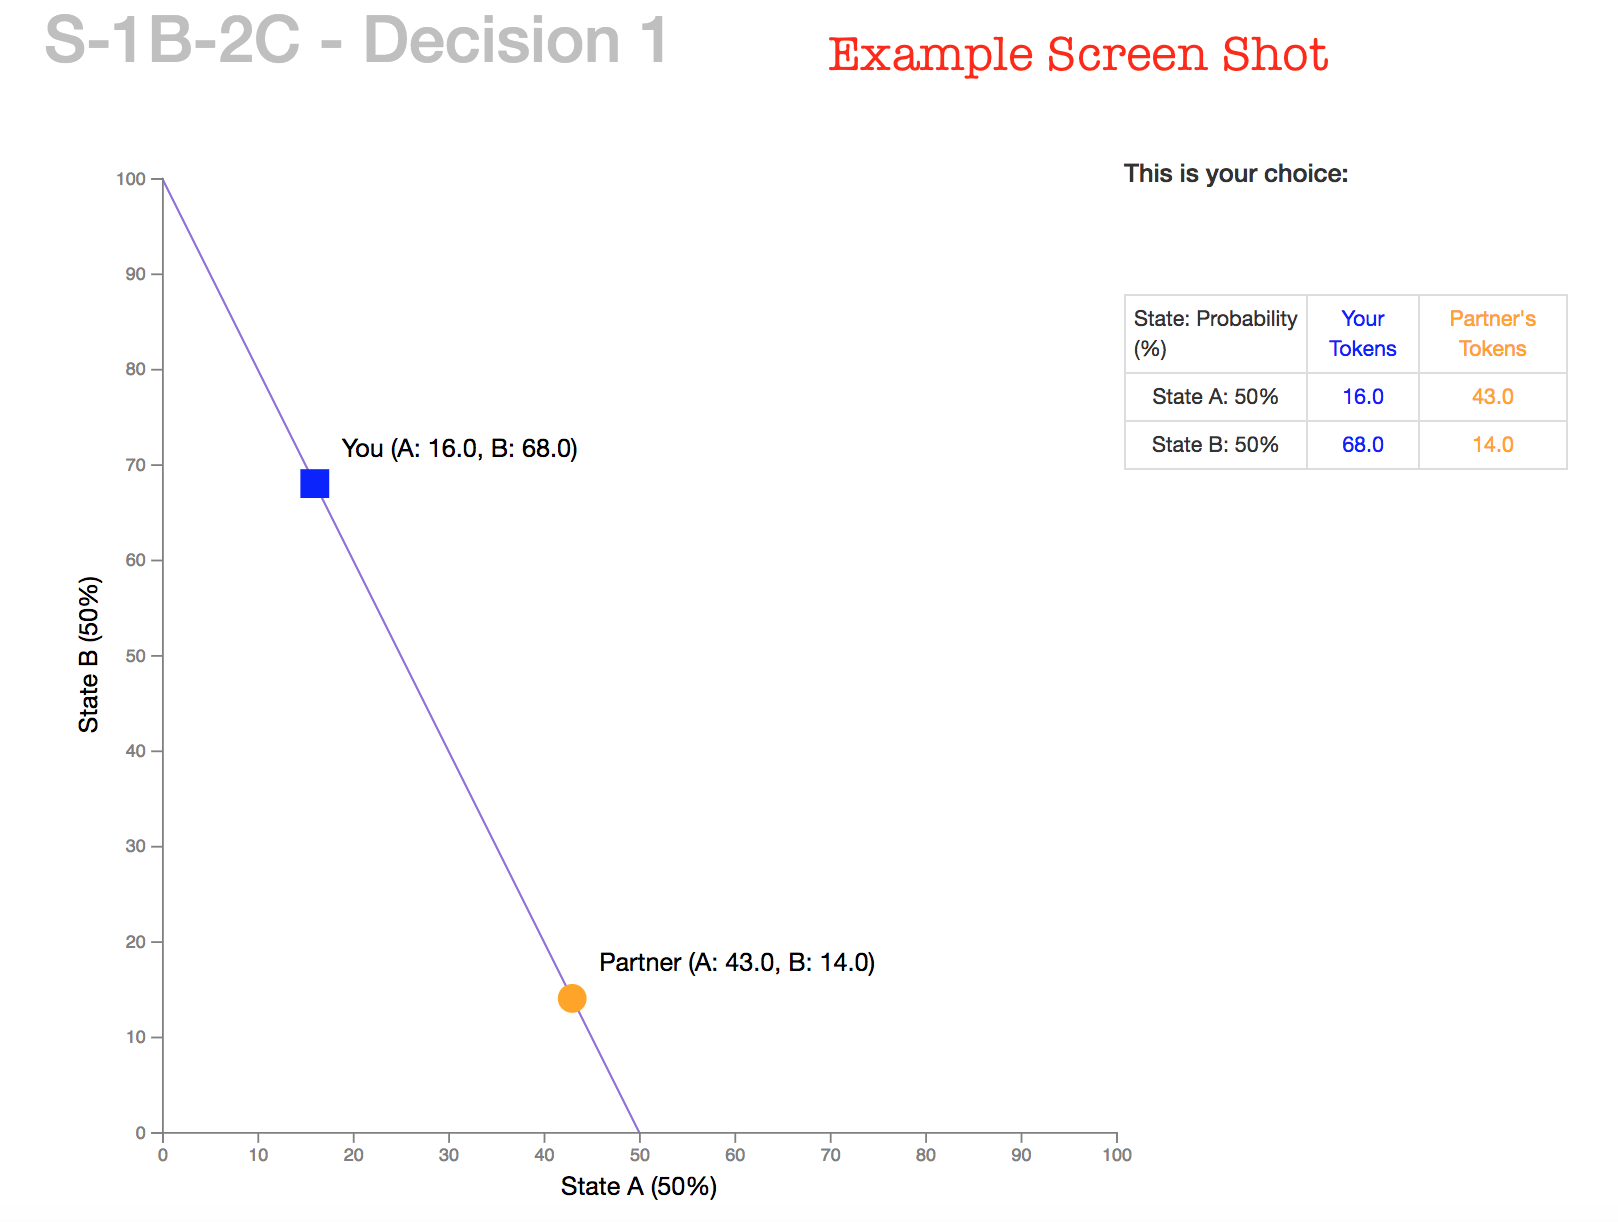 S-1B-2C - Decision 1
Example Screen Shot
This is your choice:
State: Probability (%) Your Tokens Partner's Tokens
State A: 50% 16.0 43.0
State B: 50% 68.0 14.0
100
90
80
70
60
50
40
30
20
10
0
State B (50%)
You (A: 16.0, B: 68.0)
Partner (A: 43.0, B: 14.0)
0 10 20 30 40 50 60 70 80 90 100
State A (50%)